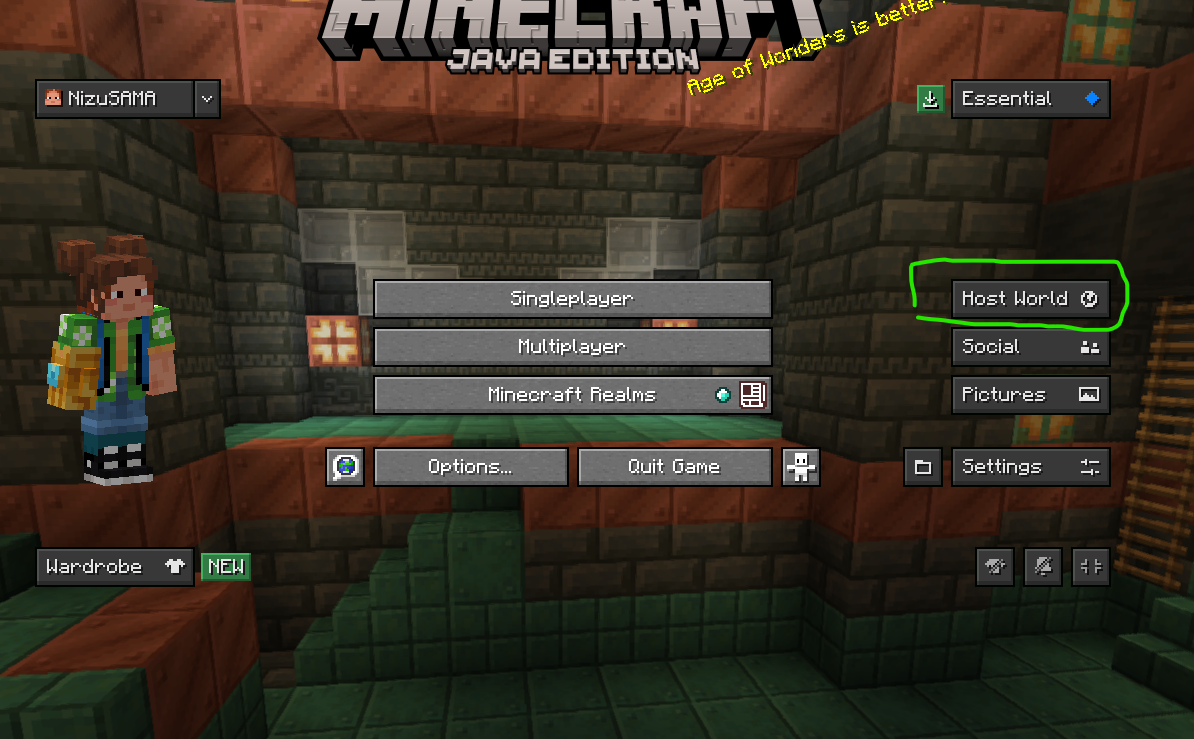 MINECRAFT
JAVA EDITION
Age of Wonders is better!
NizuSAMA
Essential
Singleplayer
Host World
Multiplayer
Social
Minecraft Realms
Pictures
Options...
Quit Game
Settings
Wardrobe
NEW